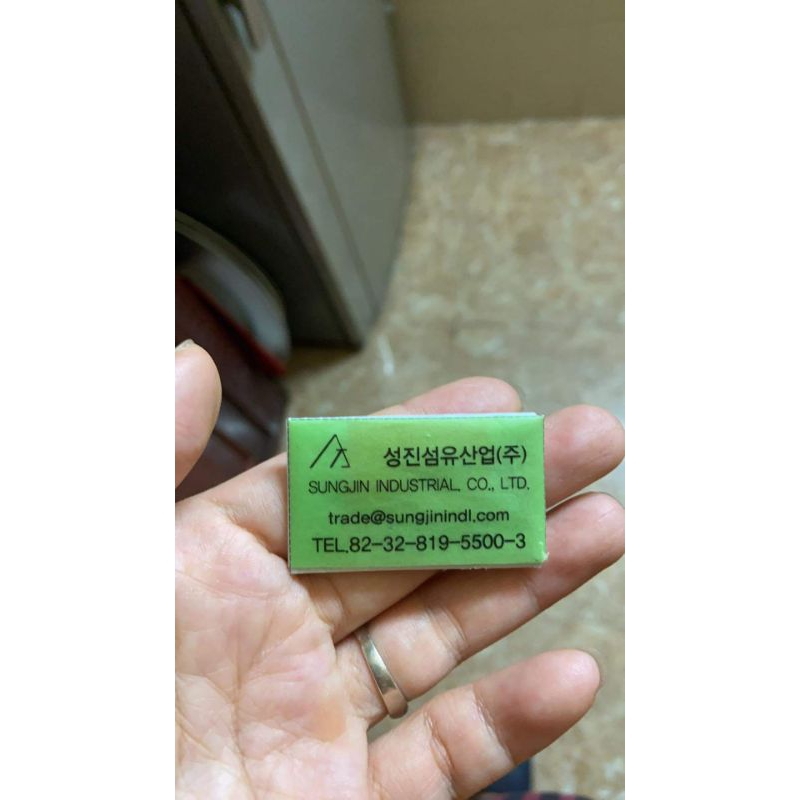 성진섬유산업(주)
SUNGJIN INDUSTRIAL. CO., LTD.
trade@sungjinindl.com
TEL.82-32-819-5500-3